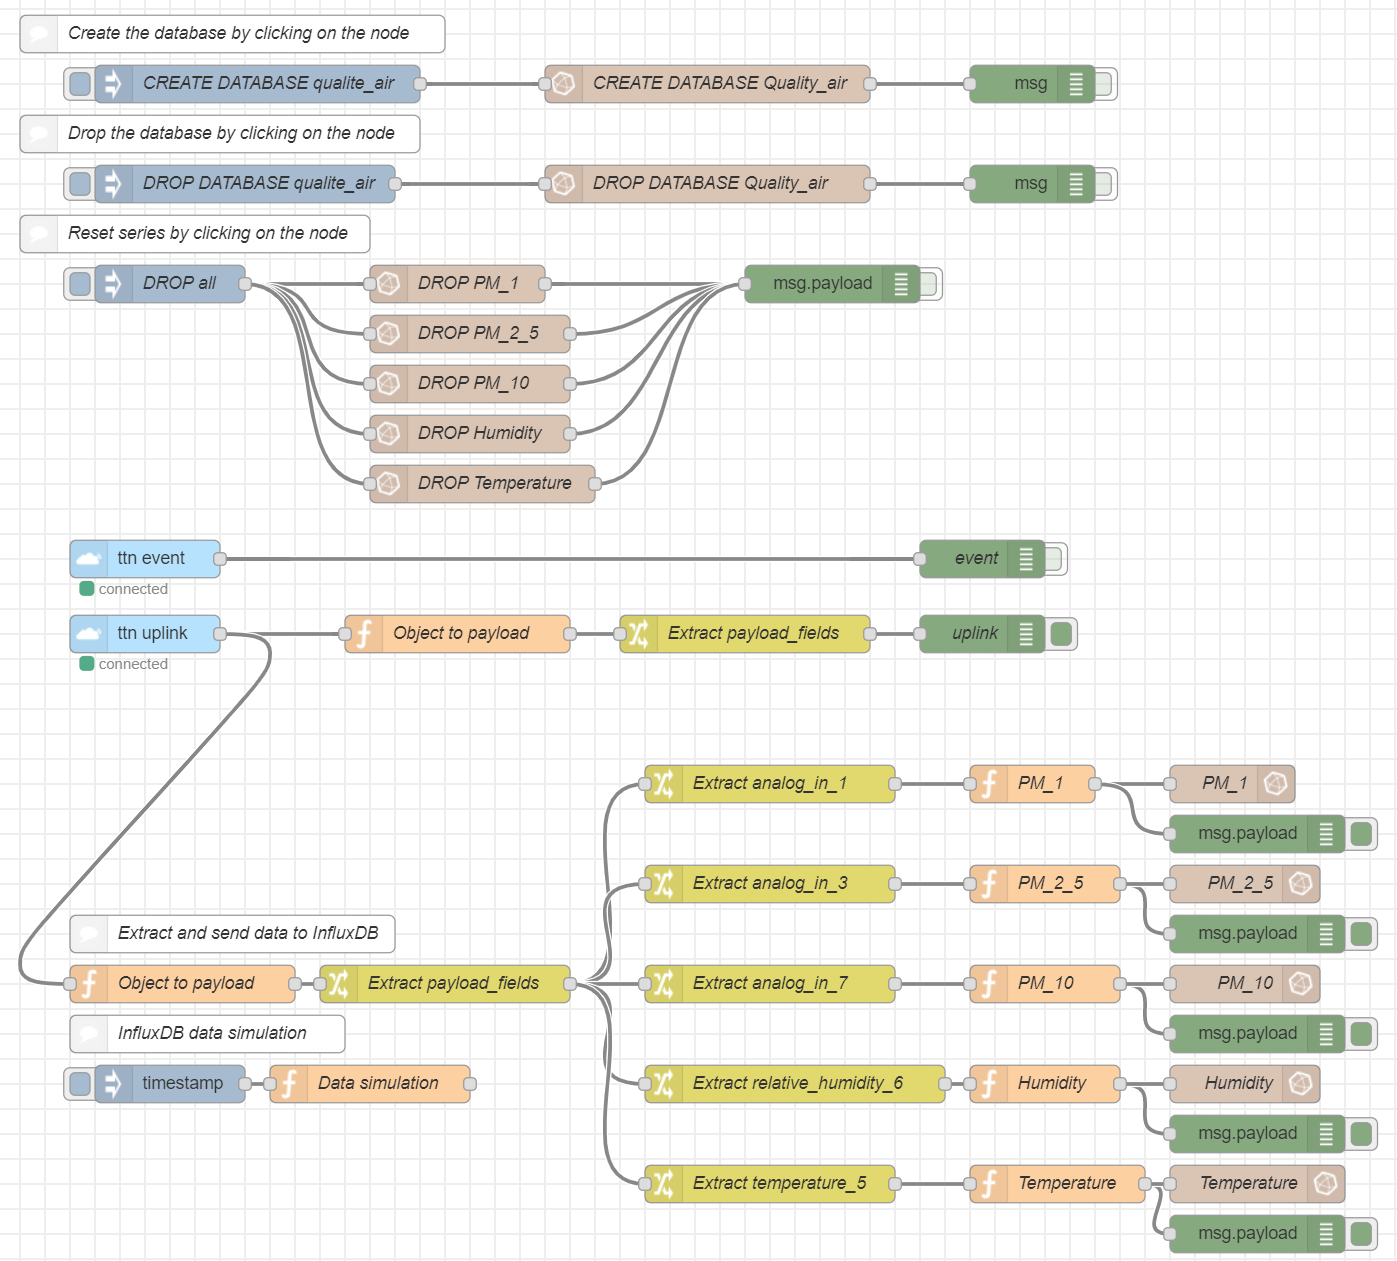 Create the database by clicking on the node
CREATE DATABASE qualite_air CREATE DATABASE Quality_air msg
Drop the database by clicking on the node
DROP DATABASE qualite_air DROP DATABASE Quality_air msg
Reset series by clicking on the node
DROP all DROP PM_1 msg.payload
DROP PM_2_5
DROP PM_10
DROP Humidity
DROP Temperature
ttn event event
connected
ttn uplink Object to payload Extract payload_fields uplink
connected
Extract analog_in_1 PM_1 PM_1
msg.payload
Extract analog_in_3 PM_2_5 PM_2_5
Extract and send data to InfluxDB msg.payload
Object to payload Extract payload_fields Extract analog_in_7 PM_10 PM_10
InfluxDB data simulation msg.payload
timestamp Data simulation Extract relative_humidity_6 Humidity Humidity
msg.payload
Extract temperature_5 Temperature Temperature
msg.payload